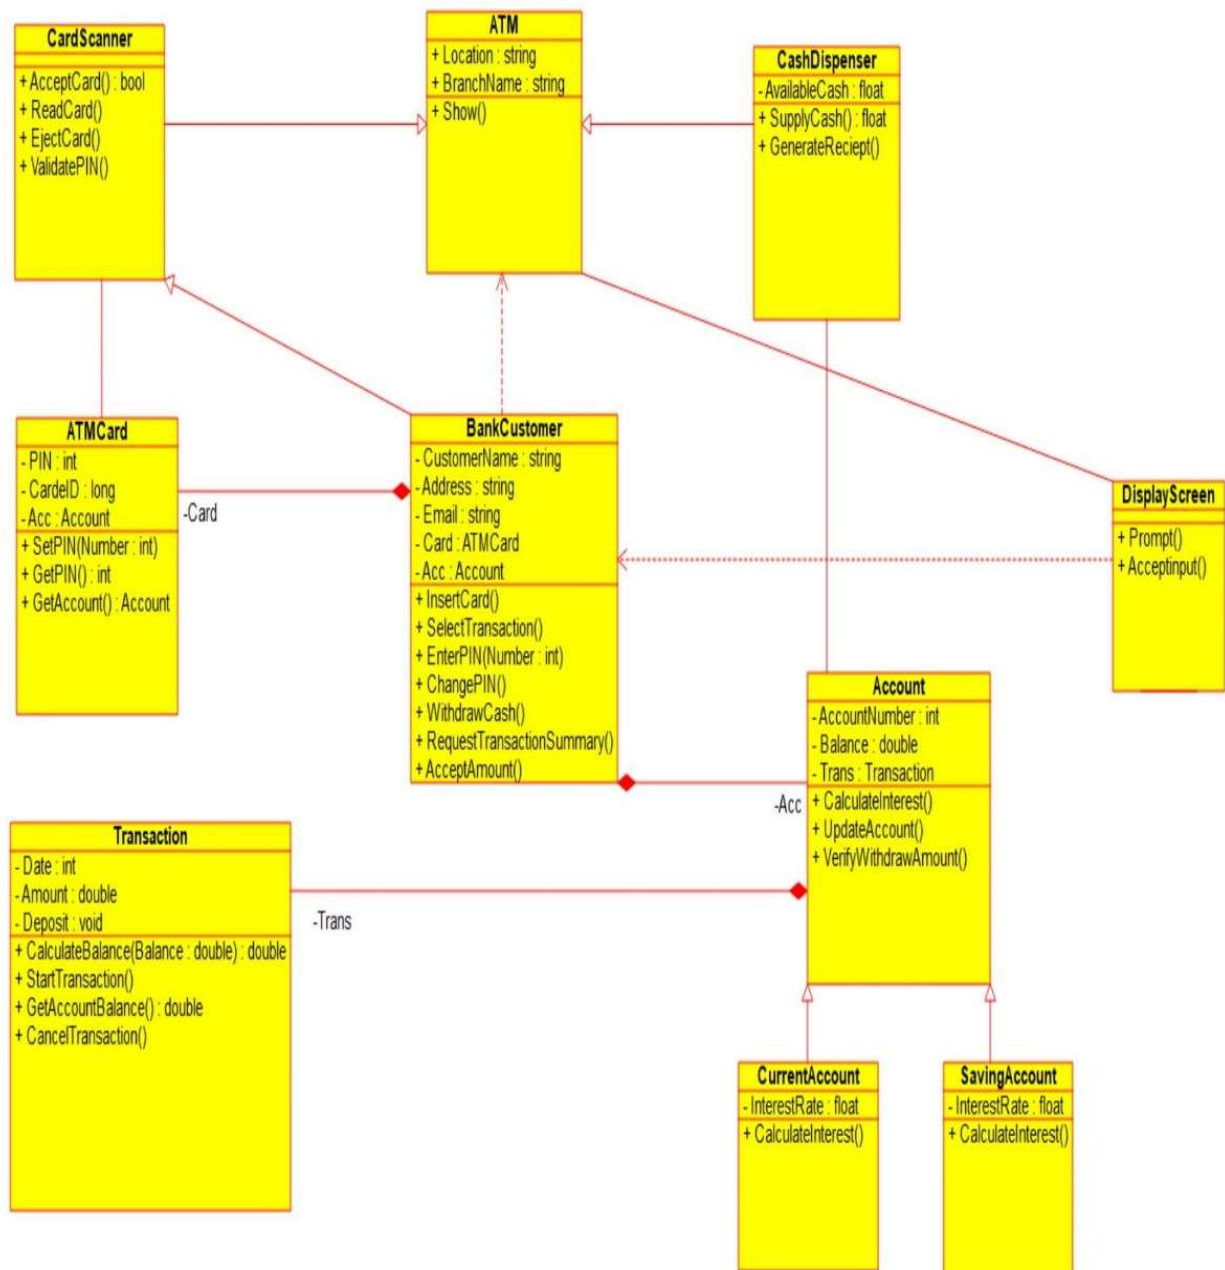 CardScanner
+ AcceptCard() : bool
+ ReadCard()
+ EjectCard()
+ ValidatePIN()
ATM
+ Location : string
+ BranchName : string
+ Show()
CashDispenser
- AvailableCash : float
+ SupplyCash() : float
+ GenerateReciept()
ATMCard
- PIN : int
- CardeID : long
- Acc : Account
+ SetPIN(Number : int)
+ GetPIN() : int
+ GetAccount() : Account
-Card
BankCustomer
- CustomerName : string
- Address : string
- Email : string
- Card : ATMCard
- Acc : Account
+ InsertCard()
+ SelectTransaction()
+ EnterPIN(Number : int)
+ ChangePIN()
+ WithdrawCash()
+ RequestTransactionSummary()
+ AcceptAmount()
DisplayScreen
+ Prompt()
+ Acceptinput()
-Acc
Account
- AccountNumber : int
- Balance : double
- Trans : Transaction
+ CalculateInterest()
+ UpdateAccount()
+ VerifyWithdrawAmount()
Transaction
- Date : int
- Amount : double
- Deposit : void
+ CalculateBalance(Balance : double) : double
+ StartTransaction()
+ GetAccountBalance() : double
+ CancelTransaction()
-Trans
CurrentAccount
- InterestRate : float
+ CalculateInterest()
SavingAccount
- InterestRate : float
+ CalculateInterest()